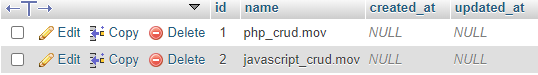 id name created_at updated_at
Edit Copy Delete 1 php_crud.mov NULL NULL
Edit Copy Delete 2 javascript_crud.mov NULL NULL